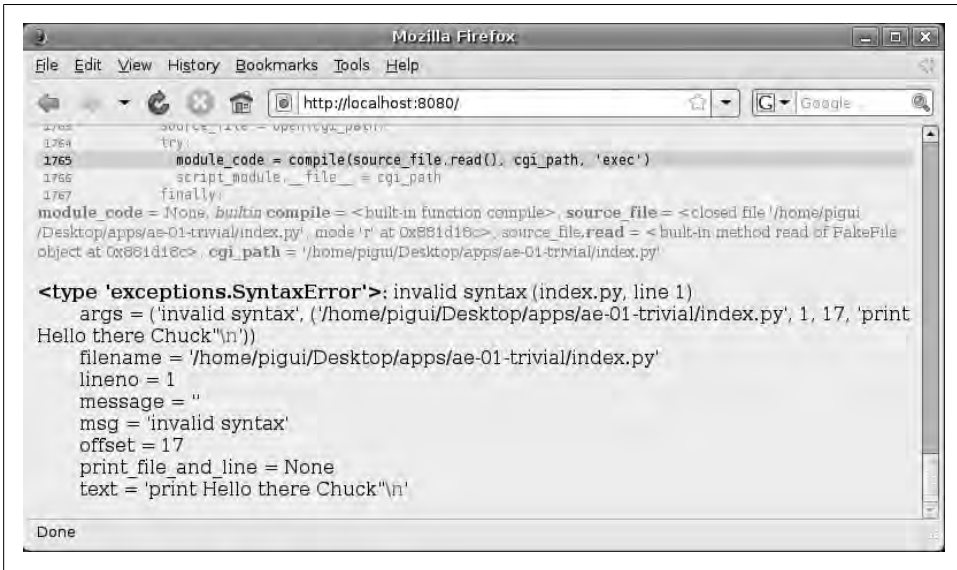 Mozilla Firefox
File Edit View History Bookmarks Tools Help
http://localhost:8080/
G Google
1763 source_file = open(cgi_path)
1764 try:
1765 module_code = compile(source_file.read(), cgi_path, 'exec')
1766 script_module.__file__ = cgi_path
1767 finally:
module_code = None, builtin compile = <built-in function compile>, source_file = <closed file '/home/pigui
/Desktop/apps/ae-01-trivial/index.py', mode 'r' at 0x881d18c>, source_file.read = <built-in method read of FakeFile
object at 0x881d18c>, cgi_path = '/home/pigui/Desktop/apps/ae-01-trivial/index.py'
<type 'exceptions.SyntaxError'>: invalid syntax (index.py, line 1)
args = ('invalid syntax', ('/home/pigui/Desktop/apps/ae-01-trivial/index.py', 1, 17, 'print
Hello there Chuck"\n'))
filename = '/home/pigui/Desktop/apps/ae-01-trivial/index.py'
lineno = 1
message = ''
msg = 'invalid syntax'
offset = 17
print_file_and_line = None
text = 'print Hello there Chuck"\n'
Done